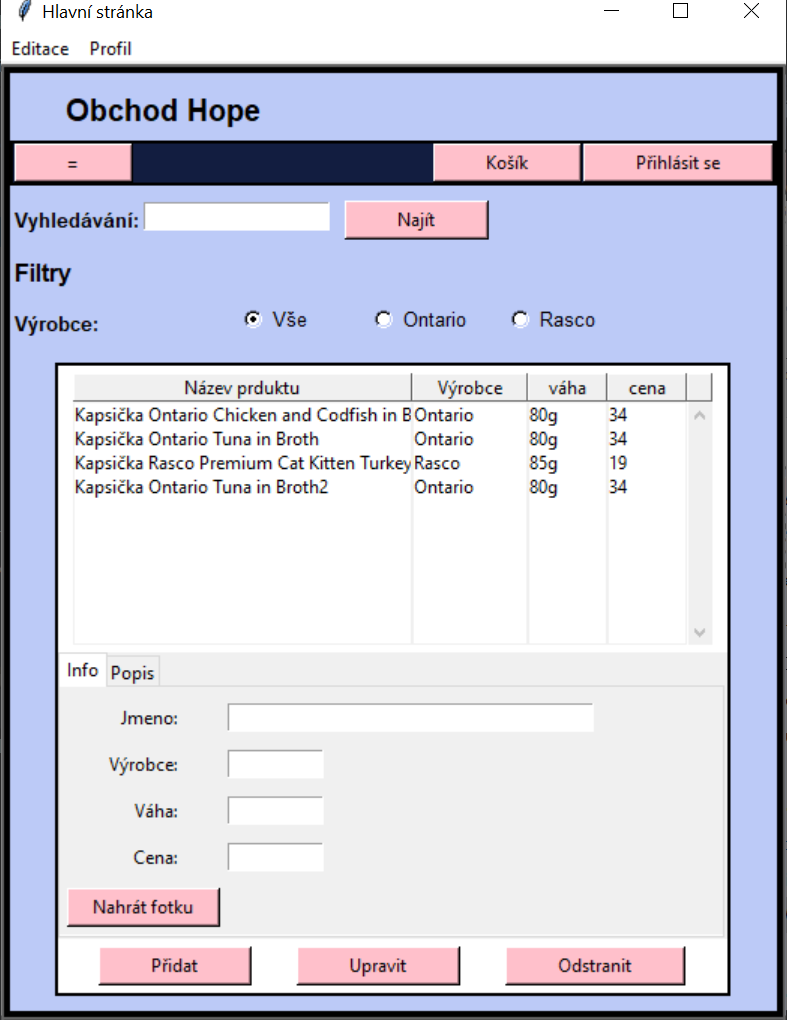 Hlavní stránka
Editace Profil
Obchod Hope
= Košík Přihlásit se
Vyhledávání: Najít
Filtry
Výrobce: Vše Ontario Rasco
Název prduktu Výrobce váha cena
Kapsička Ontario Chicken and Codfish in B Ontario 80g 34
Kapsička Ontario Tuna in Broth Ontario 80g 34
Kapsička Rasco Premium Cat Kitten Turkey Rasco 85g 19
Kapsička Ontario Tuna in Broth2 Ontario 80g 34
Info Popis
Jmeno:
Výrobce:
Váha:
Cena:
Nahrát fotku
Přidat Upravit Odstranit